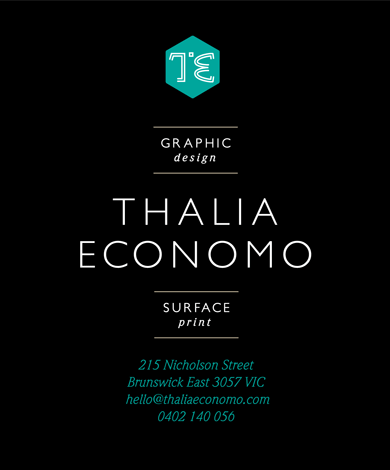 T·E
GRAPHIC
design
THALIA
ECONOMO
SURFACE
print
215 Nicholson Street
Brunswick East 3057 VIC
hello@thaliaeconomo.com
0402 140 056